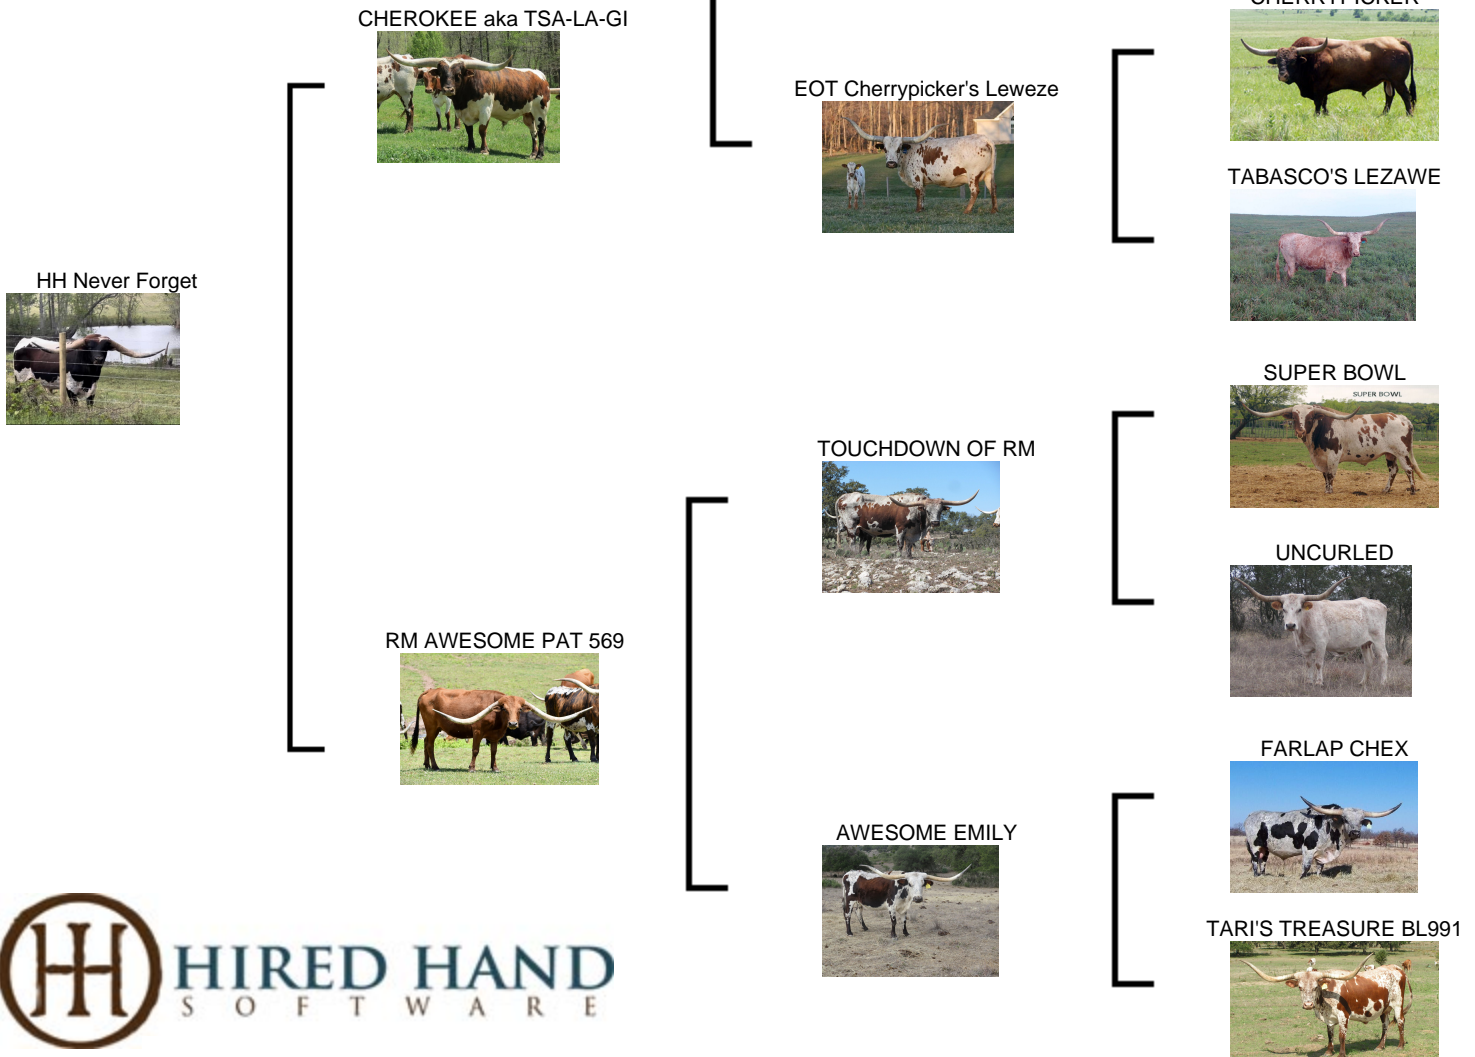 CHEROKEE aka TSA-LA-GI
CHERRYPICKER
EOT Cherrypicker's Leweze
TABASCO'S LEZAWE
HH Never Forget
SUPER BOWL
SUPER BOWL
TOUCHDOWN OF RM
UNCURLED
RM AWESOME PAT 569
FARLAP CHEX
AWESOME EMILY
TARI'S TREASURE BL991
HIRED HAND
SOFTWARE